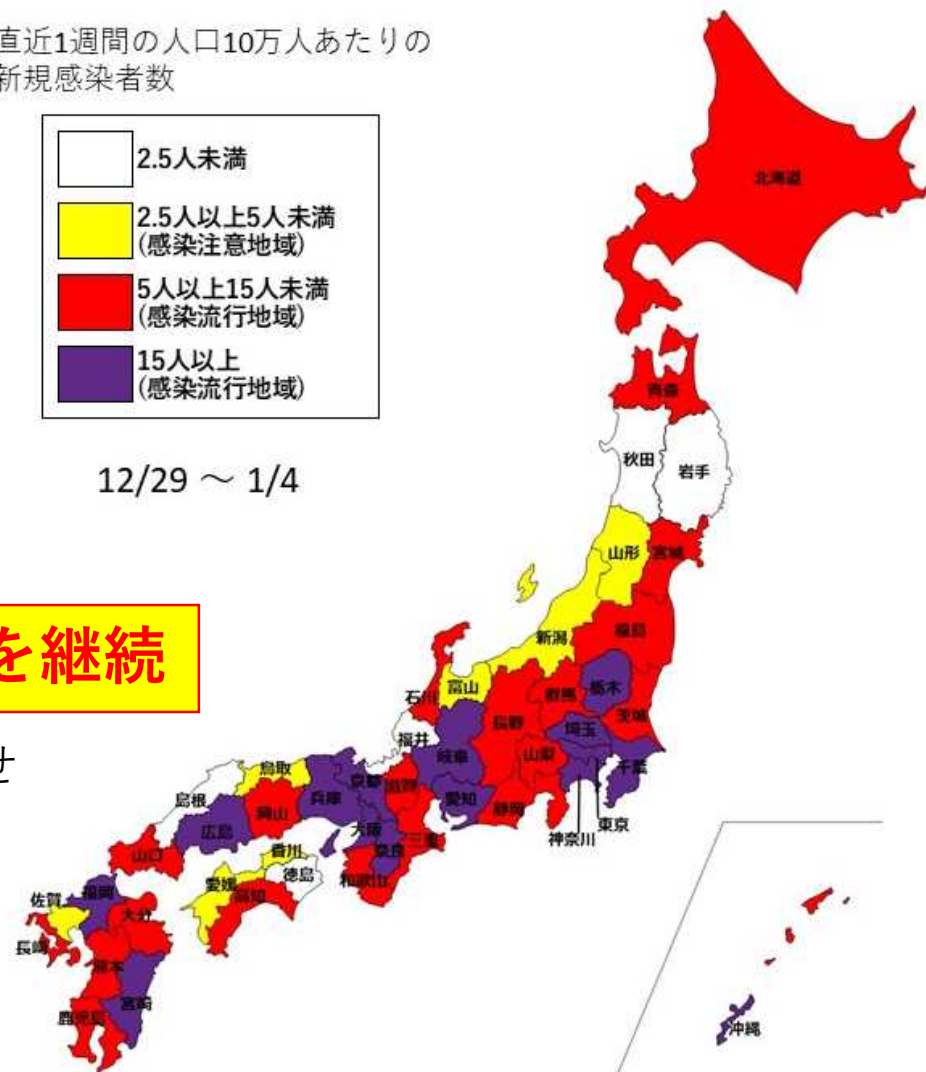 直近1週間の人口10万人あたりの
新規感染者数
2.5人未満
2.5人以上5人未満
(感染注意地域)
5人以上15人未満
(感染流行地域)
15人以上
(感染流行地域)
12/29 ～ 1/4
を継続
せ
北海道
青森
秋田
岩手
山形
宮城
新潟
福島
石川
富山
群馬
栃木
長野
茨城
福井
埼玉
岐阜
山梨
千葉
鳥取
京都
滋賀
愛知
静岡
島根
岡山
兵庫
神奈川
東京
広島
大阪
三重
奈良
山口
香川
徳島
和歌山
愛媛
高知
佐賀
福岡
大分
長崎
熊本
宮崎
鹿児島
沖縄